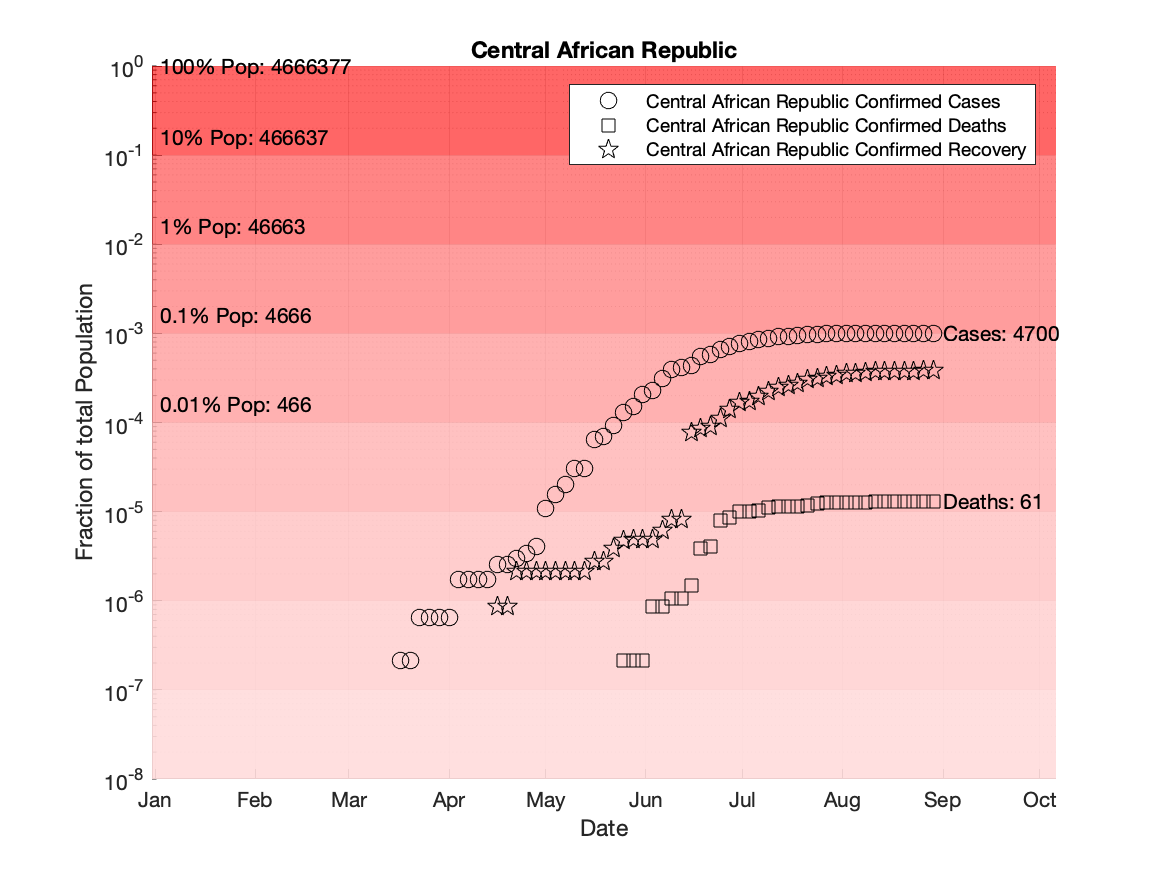 Central African Republic
10^0
100% Pop: 4666377
Central African Republic Confirmed Cases
Central African Republic Confirmed Deaths
Central African Republic Confirmed Recovery
10% Pop: 466637
10^-1
1% Pop: 46663
10^-2
0.1% Pop: 4666
10^-3
Cases: 4700
0.01% Pop: 466
10^-4
Deaths: 61
10^-5
10^-6
10^-7
10^-8
Fraction of total Population
Jan Feb Mar Apr May Jun Jul Aug Sep Oct
Date